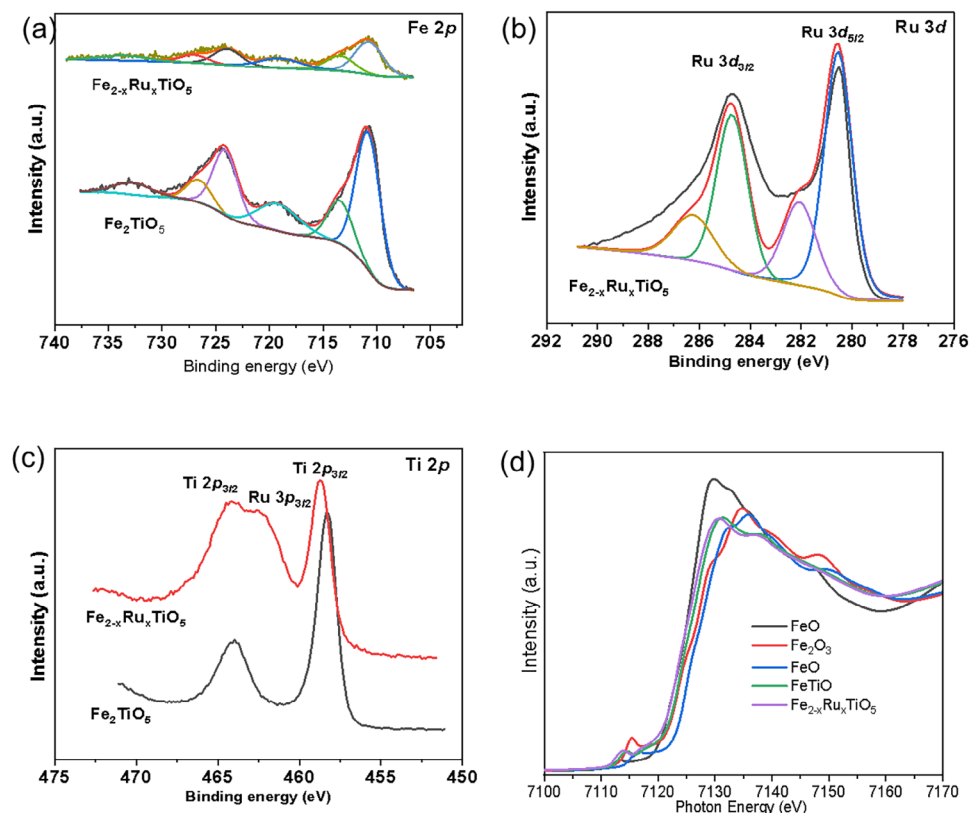 (a)
Fe 2p
Fe₂₋ₓRuₓTiO₅
Fe₂TiO₅
Intensity (a.u.)
740 735 730 725 720 715 710 705
Binding energy (eV)
(b)
Ru 3d
Ru 3d₅/₂
Ru 3d₃/₂
Fe₂₋ₓRuₓTiO₅
Intensity (a.u.)
292 290 288 286 284 282 280 278 276
Binding energy (eV)
(c)
Ti 2p
Ti 2p₃/₂
Ti 2p₃/₂
Ru 3p₃/₂
Fe₂₋ₓRuₓTiO₅
Fe₂TiO₅
Intensity (a.u.)
475 470 465 460 455 450
Binding energy (eV)
(d)
Intensity (a.u.)
FeO
Fe₂O₃
FeO
FeTiO
Fe₂₋ₓRuₓTiO₅
7100 7110 7120 7130 7140 7150 7160 7170
Photon Energy (eV)